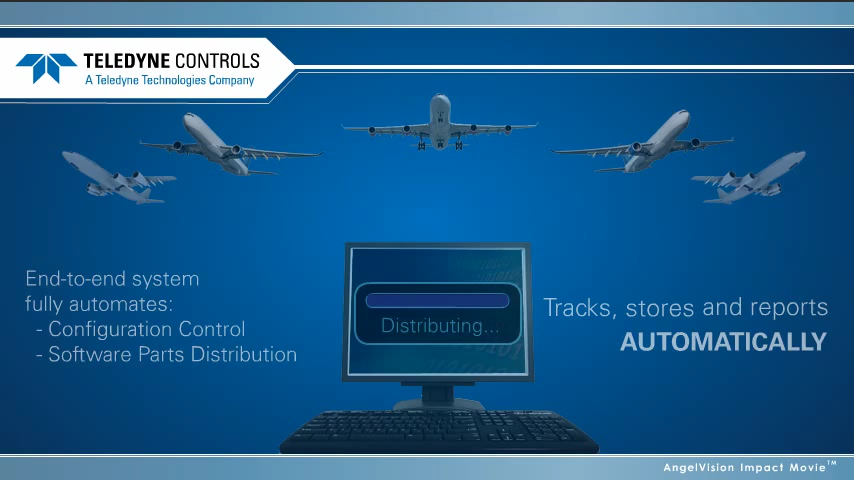 TELEDYNE CONTROLS
A Teledyne Technologies Company
End-to-end system
fully automates:
- Configuration Control
- Software Parts Distribution
Distributing...
Tracks, stores and reports
AUTOMATICALLY
AngelVision Impact Movie™